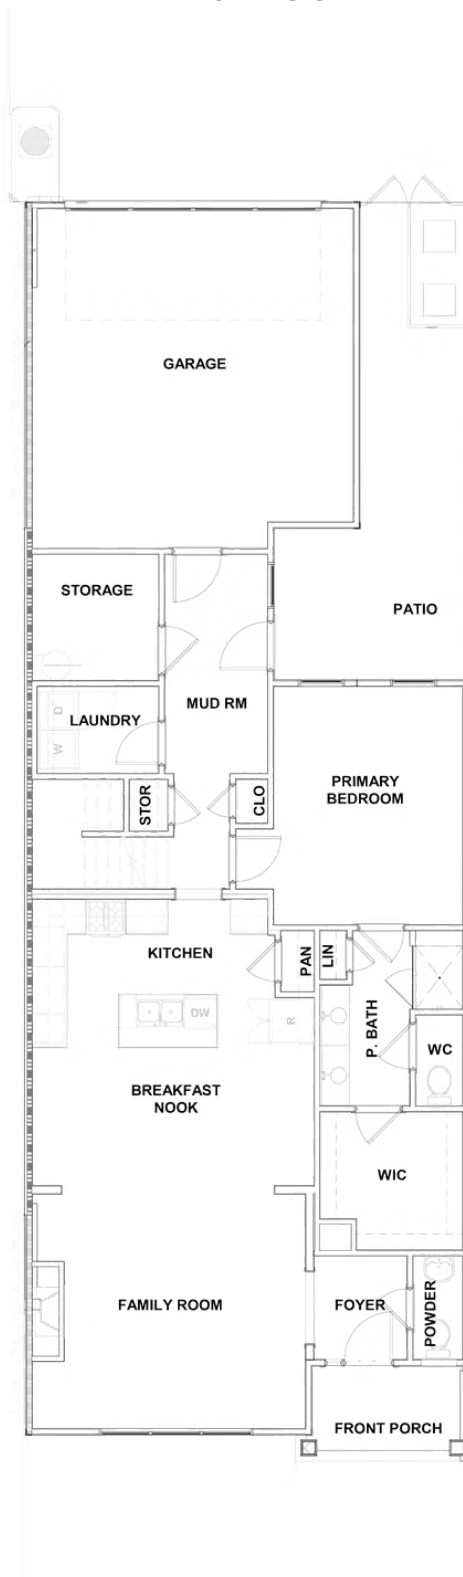 GARAGE
STORAGE
PATIO
MUD RM
D
LAUNDRY
W
PRIMARY
BEDROOM
STOR
CLO
KITCHEN
PAN
LIN
DW
R
P. BATH
WC
BREAKFAST
NOOK
WIC
FAMILY ROOM
FOYER
POWDER
FRONT PORCH